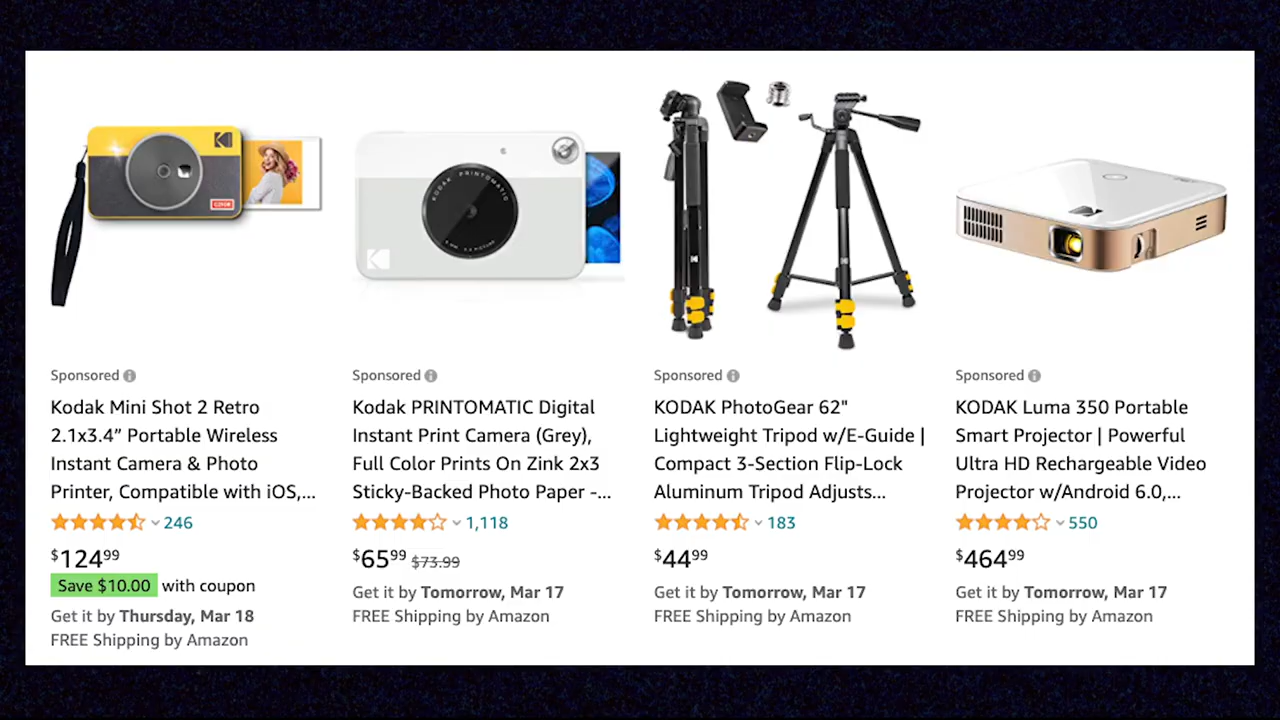 KODAK PRINTOMATIC
Sponsored
Kodak Mini Shot 2 Retro
2.1x3.4” Portable Wireless
Instant Camera & Photo
Printer, Compatible with iOS,...
246
$124.99
Save $10.00 with coupon
Get it by Thursday, Mar 18
FREE Shipping by Amazon
Sponsored
Kodak PRINTOMATIC Digital
Instant Print Camera (Grey),
Full Color Prints On Zink 2x3
Sticky-Backed Photo Paper -...
1,118
$65.99 $73.99
Get it by Tomorrow, Mar 17
FREE Shipping by Amazon
Sponsored
KODAK PhotoGear 62"
Lightweight Tripod w/E-Guide |
Compact 3-Section Flip-Lock
Aluminum Tripod Adjusts...
183
$44.99
Get it by Tomorrow, Mar 17
FREE Shipping by Amazon
Sponsored
KODAK Luma 350 Portable
Smart Projector | Powerful
Ultra HD Rechargeable Video
Projector w/Android 6.0,...
550
$464.99
Get it by Tomorrow, Mar 17
FREE Shipping by Amazon